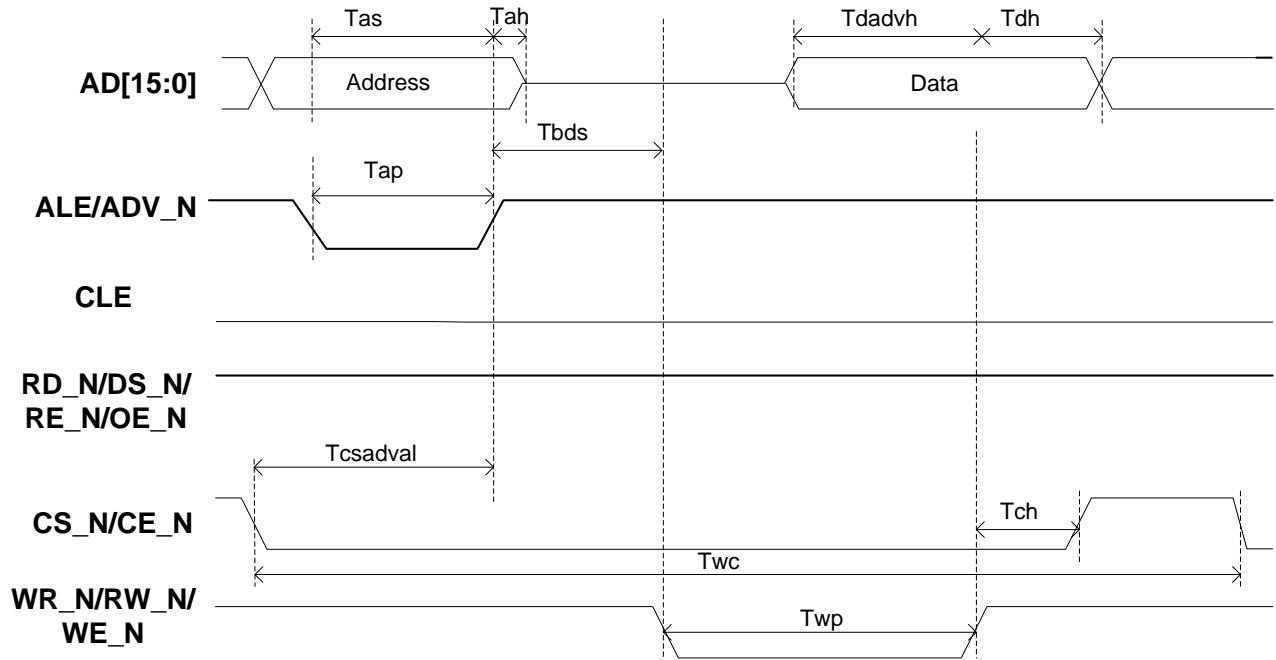 Tas
Tah
Tdadvh
Tdh
AD[15:0]
Address
Data
Tbds
Tap
ALE/ADV_N
CLE
RD_N/DS_N/
RE_N/OE_N
Tcsadval
CS_N/CE_N
Tch
Twc
WR_N/RW_N/
WE_N
Twp